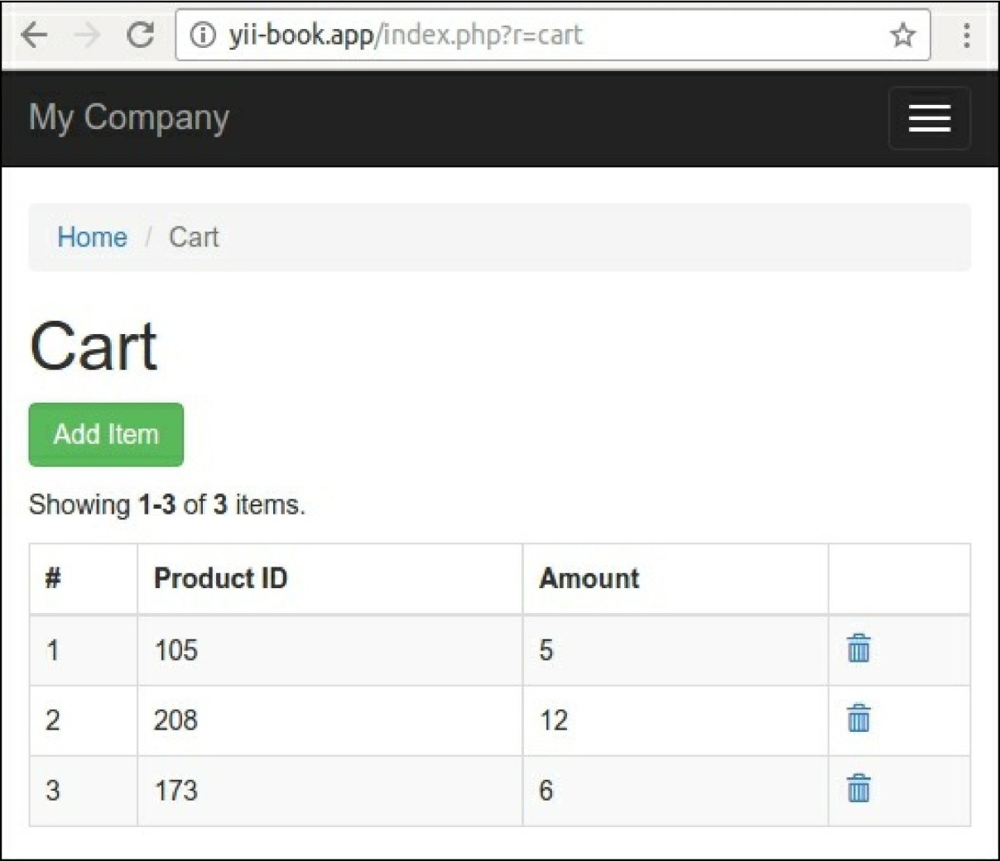 yii-book.app/index.php?r=cart
My Company
Home / Cart
Cart
Add Item
Showing 1-3 of 3 items.
# Product ID Amount
1 105 5
2 208 12
3 173 6